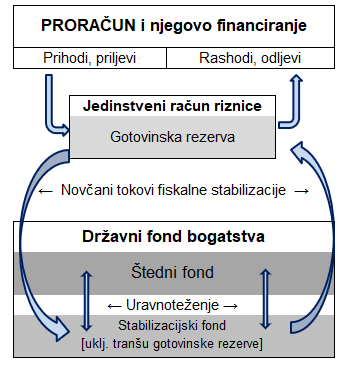 PRORAČUN i njegovo financiranje
Prihodi, priljevi
Rashodi, odljevi
Jedinstveni račun riznice
Gotovinska rezerva
← Novčani tokovi fiskalne stabilizacije →
Državni fond bogatstva
Štedni fond
← Uravnoteženje →
Stabilizacijski fond
[uklj. tranšu gotovinske rezerve]